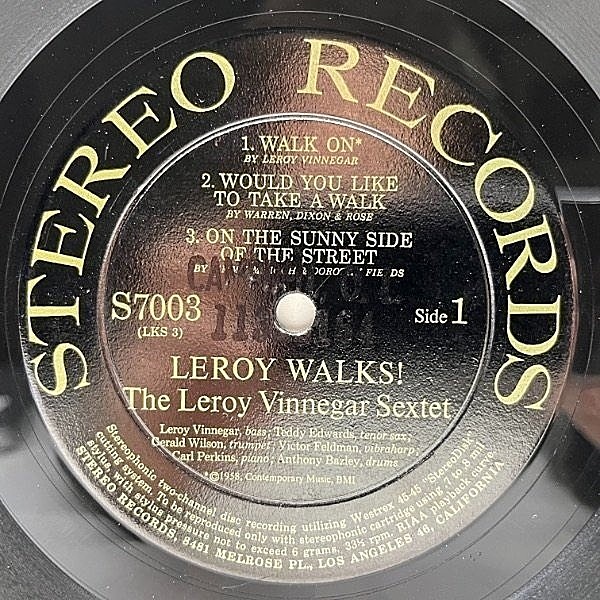 STEREO RECORDS
1. WALK ON*
BY LEROY VINNEGAR
2. WOULD YOU LIKE
TO TAKE A WALK
BY WARREN, DIXON & ROSE
3. ON THE SUNNY SIDE
OF THE STREET
BY
S7003
(LKS 3)
Side 1
LEROY WALKS!
The Leroy Vinnegar Sextet
Leroy Vinnegar, bass; Teddy Edwards, tenor sax;
Gerald Wilson, trumpet; Victor Feldman, vibraharp;
Carl Perkins, piano; Anthony Bazley, drums
*©1958, Contemporary Music, BMI
Stereophonic two-channel disc recording utilizing Westrex 45-45 "StereoDisk"
cutting system. To be reproduced only with stereophonic cartridge using .7 to .8 mil
stylus, with stylus pressure not to exceed 6 grams. 33⅓ rpm, RIAA playback curve.
STEREO RECORDS, 8481 MELROSE PL., LOS ANGELES 46, CALIFORNIA